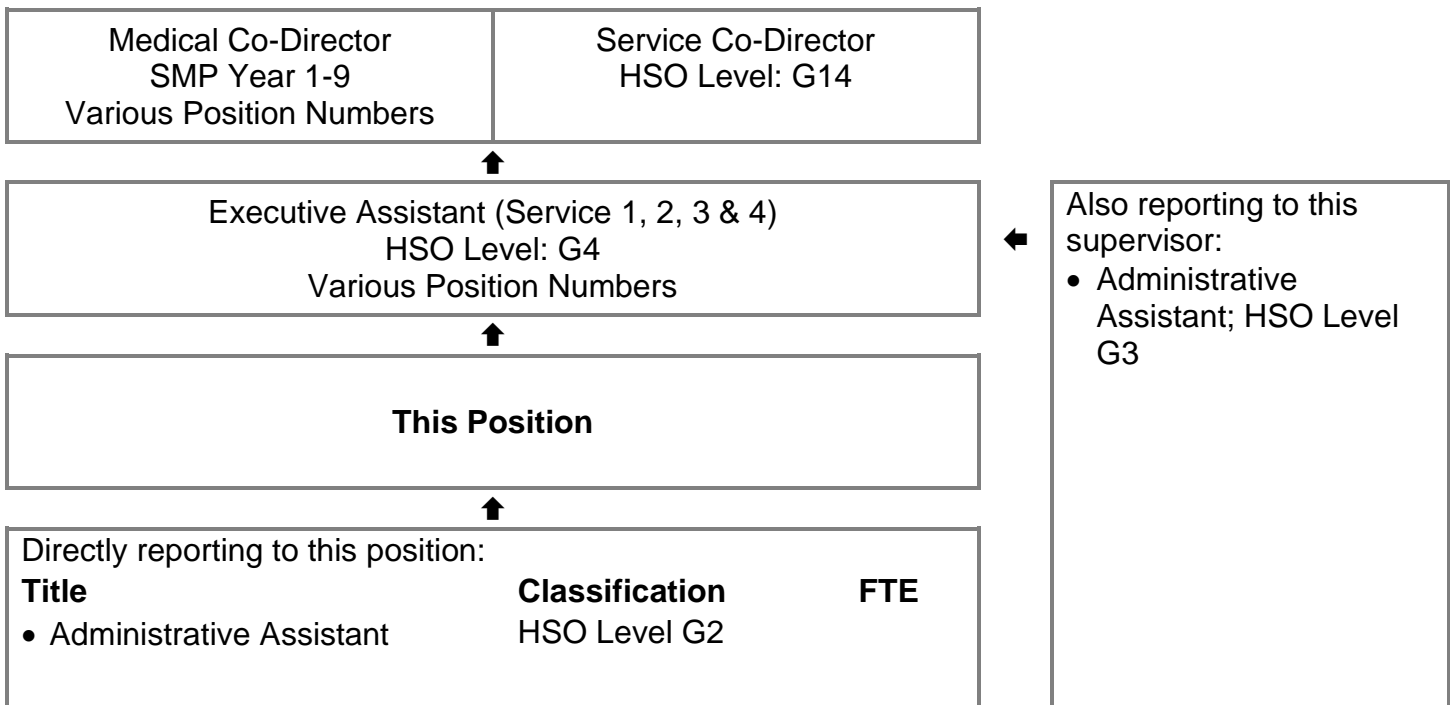 Medical Co-Director
SMP Year 1-9
Various Position Numbers
Service Co-Director
HSO Level: G14
Executive Assistant (Service 1, 2, 3 & 4)
HSO Level: G4
Various Position Numbers
Also reporting to this
supervisor:
• Administrative
Assistant; HSO Level
G3
This Position
Directly reporting to this position:
Title Classification FTE
• Administrative Assistant HSO Level G2